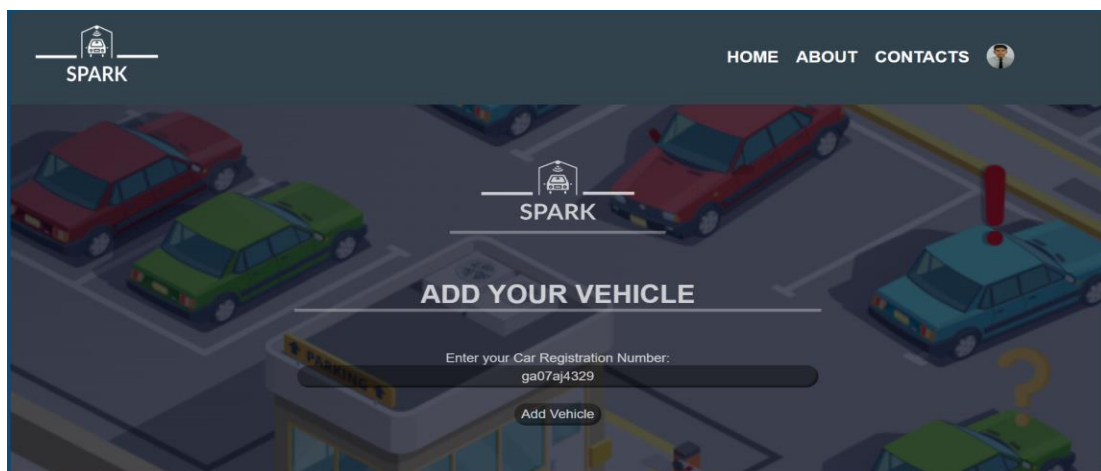 SPARK
HOME ABOUT CONTACTS
SPARK
ADD YOUR VEHICLE
Enter your Car Registration Number:
PARKING
ga07aj4329
Add Vehicle